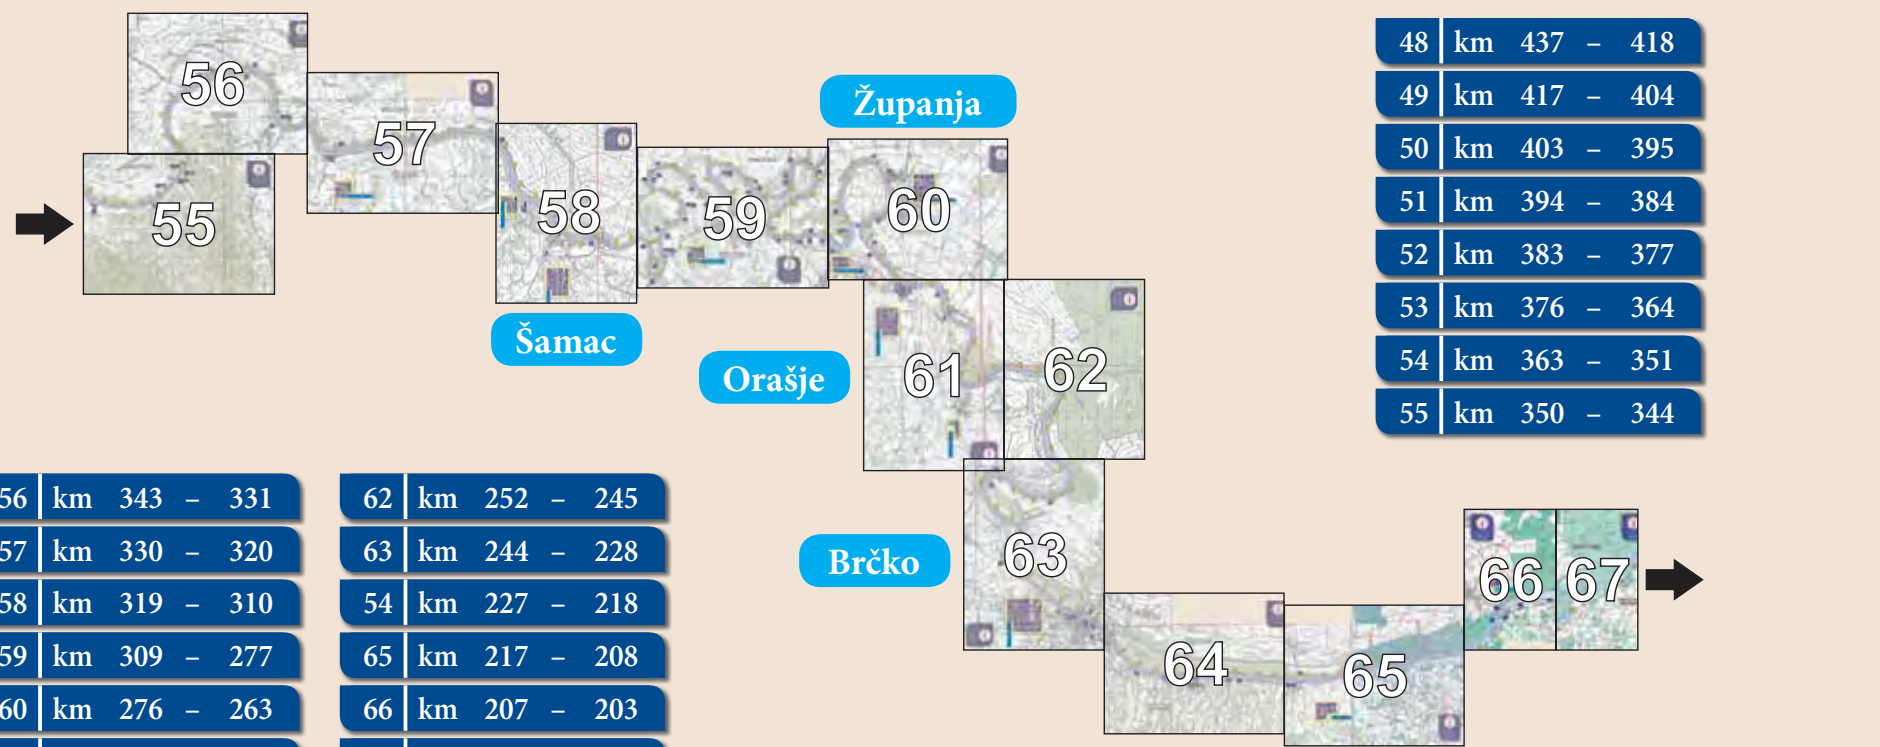 56
57
55
58
59
60
61
62
63
64
65
66
67
Županja
Šamac
Orašje
Brčko
48 km 437 – 418
49 km 417 – 404
50 km 403 – 395
51 km 394 – 384
52 km 383 – 377
53 km 376 – 364
54 km 363 – 351
55 km 350 – 344
56 km 343 – 331
57 km 330 – 320
58 km 319 – 310
59 km 309 – 277
60 km 276 – 263
62 km 252 – 245
63 km 244 – 228
54 km 227 – 218
65 km 217 – 208
66 km 207 – 203